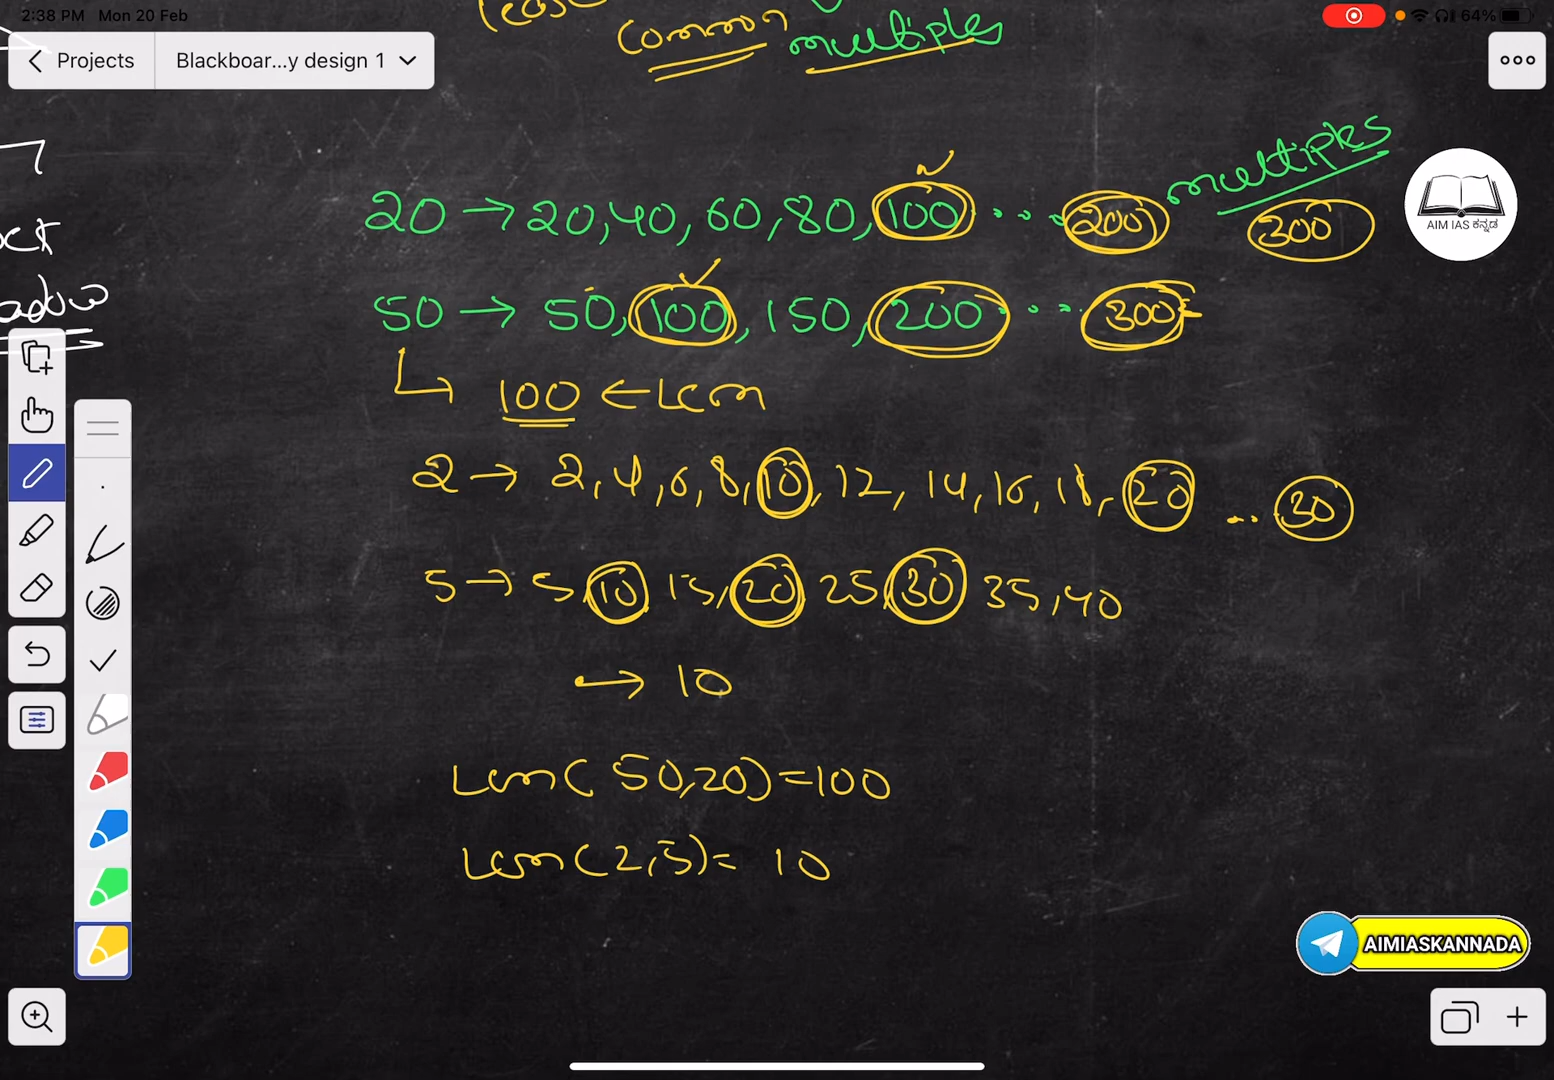 2:38 PM Mon 20 Feb
64%
Projects
Blackboar...y design 1
common multiples
multiples
20 → 20, 40, 60, 80, 100 ... 200 300
AIM IAS ಕನ್ನಡ
50 → 50, 100, 150, 200 ... 300
100 ← LCM
2 → 2, 4, 6, 8, 10, 12, 14, 16, 18, 20 ... 30
5 → 5, 10 15, 20 25, 30 35, 40
→ 10
LCM (50,20) = 100
LCM (2,5) = 10
AIMIASKANNADA